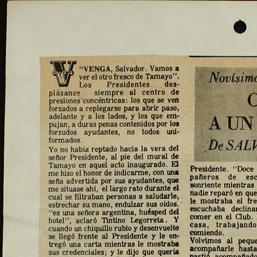 "VENGA, Salvador. Vamos a
ver el otro fresco de Tamayo".
Los Presidentes des-
plázanse siempre al centro de
presiones concéntricas: los que se ven
forzados a replegarse para abrir paso,
adelante y a los lados, y los que em-
pujan, a duras penas contenidos por los
forzudos ayudantes, no todos uni-
formados.
Yo no había reptado hacia la vera del
señor Presidente, al pie del mural de
Tamayo en aquel acto inaugurado. El
me hizo el honor de indicarme, con una
seña advertida por sus ayudantes, que
me situase ahí, el largo rato durante el
cual se filtraban personas a saludarle,
estrechar su mano, endulzar sus oídos.
"es una señora argentina, huésped del
hotel", aclaró Tintino Legorreta. Y
cuando un chiquillo rubio y desenvuelto
se llegó frente al Presidente y le en-
tregó una carta mientras le mostraba
sus credenciales; y le dijo que quería
Novísimo
A UN
De SALV
Presidente. "Doce
pañeros de esc
sonriente mientras
nadie reparó en que
le mostraba el fre
escuchaba declinar
comer en el Club.
casa, trabajando
comiendo.
Volvimos al peque
acompañarle hasta